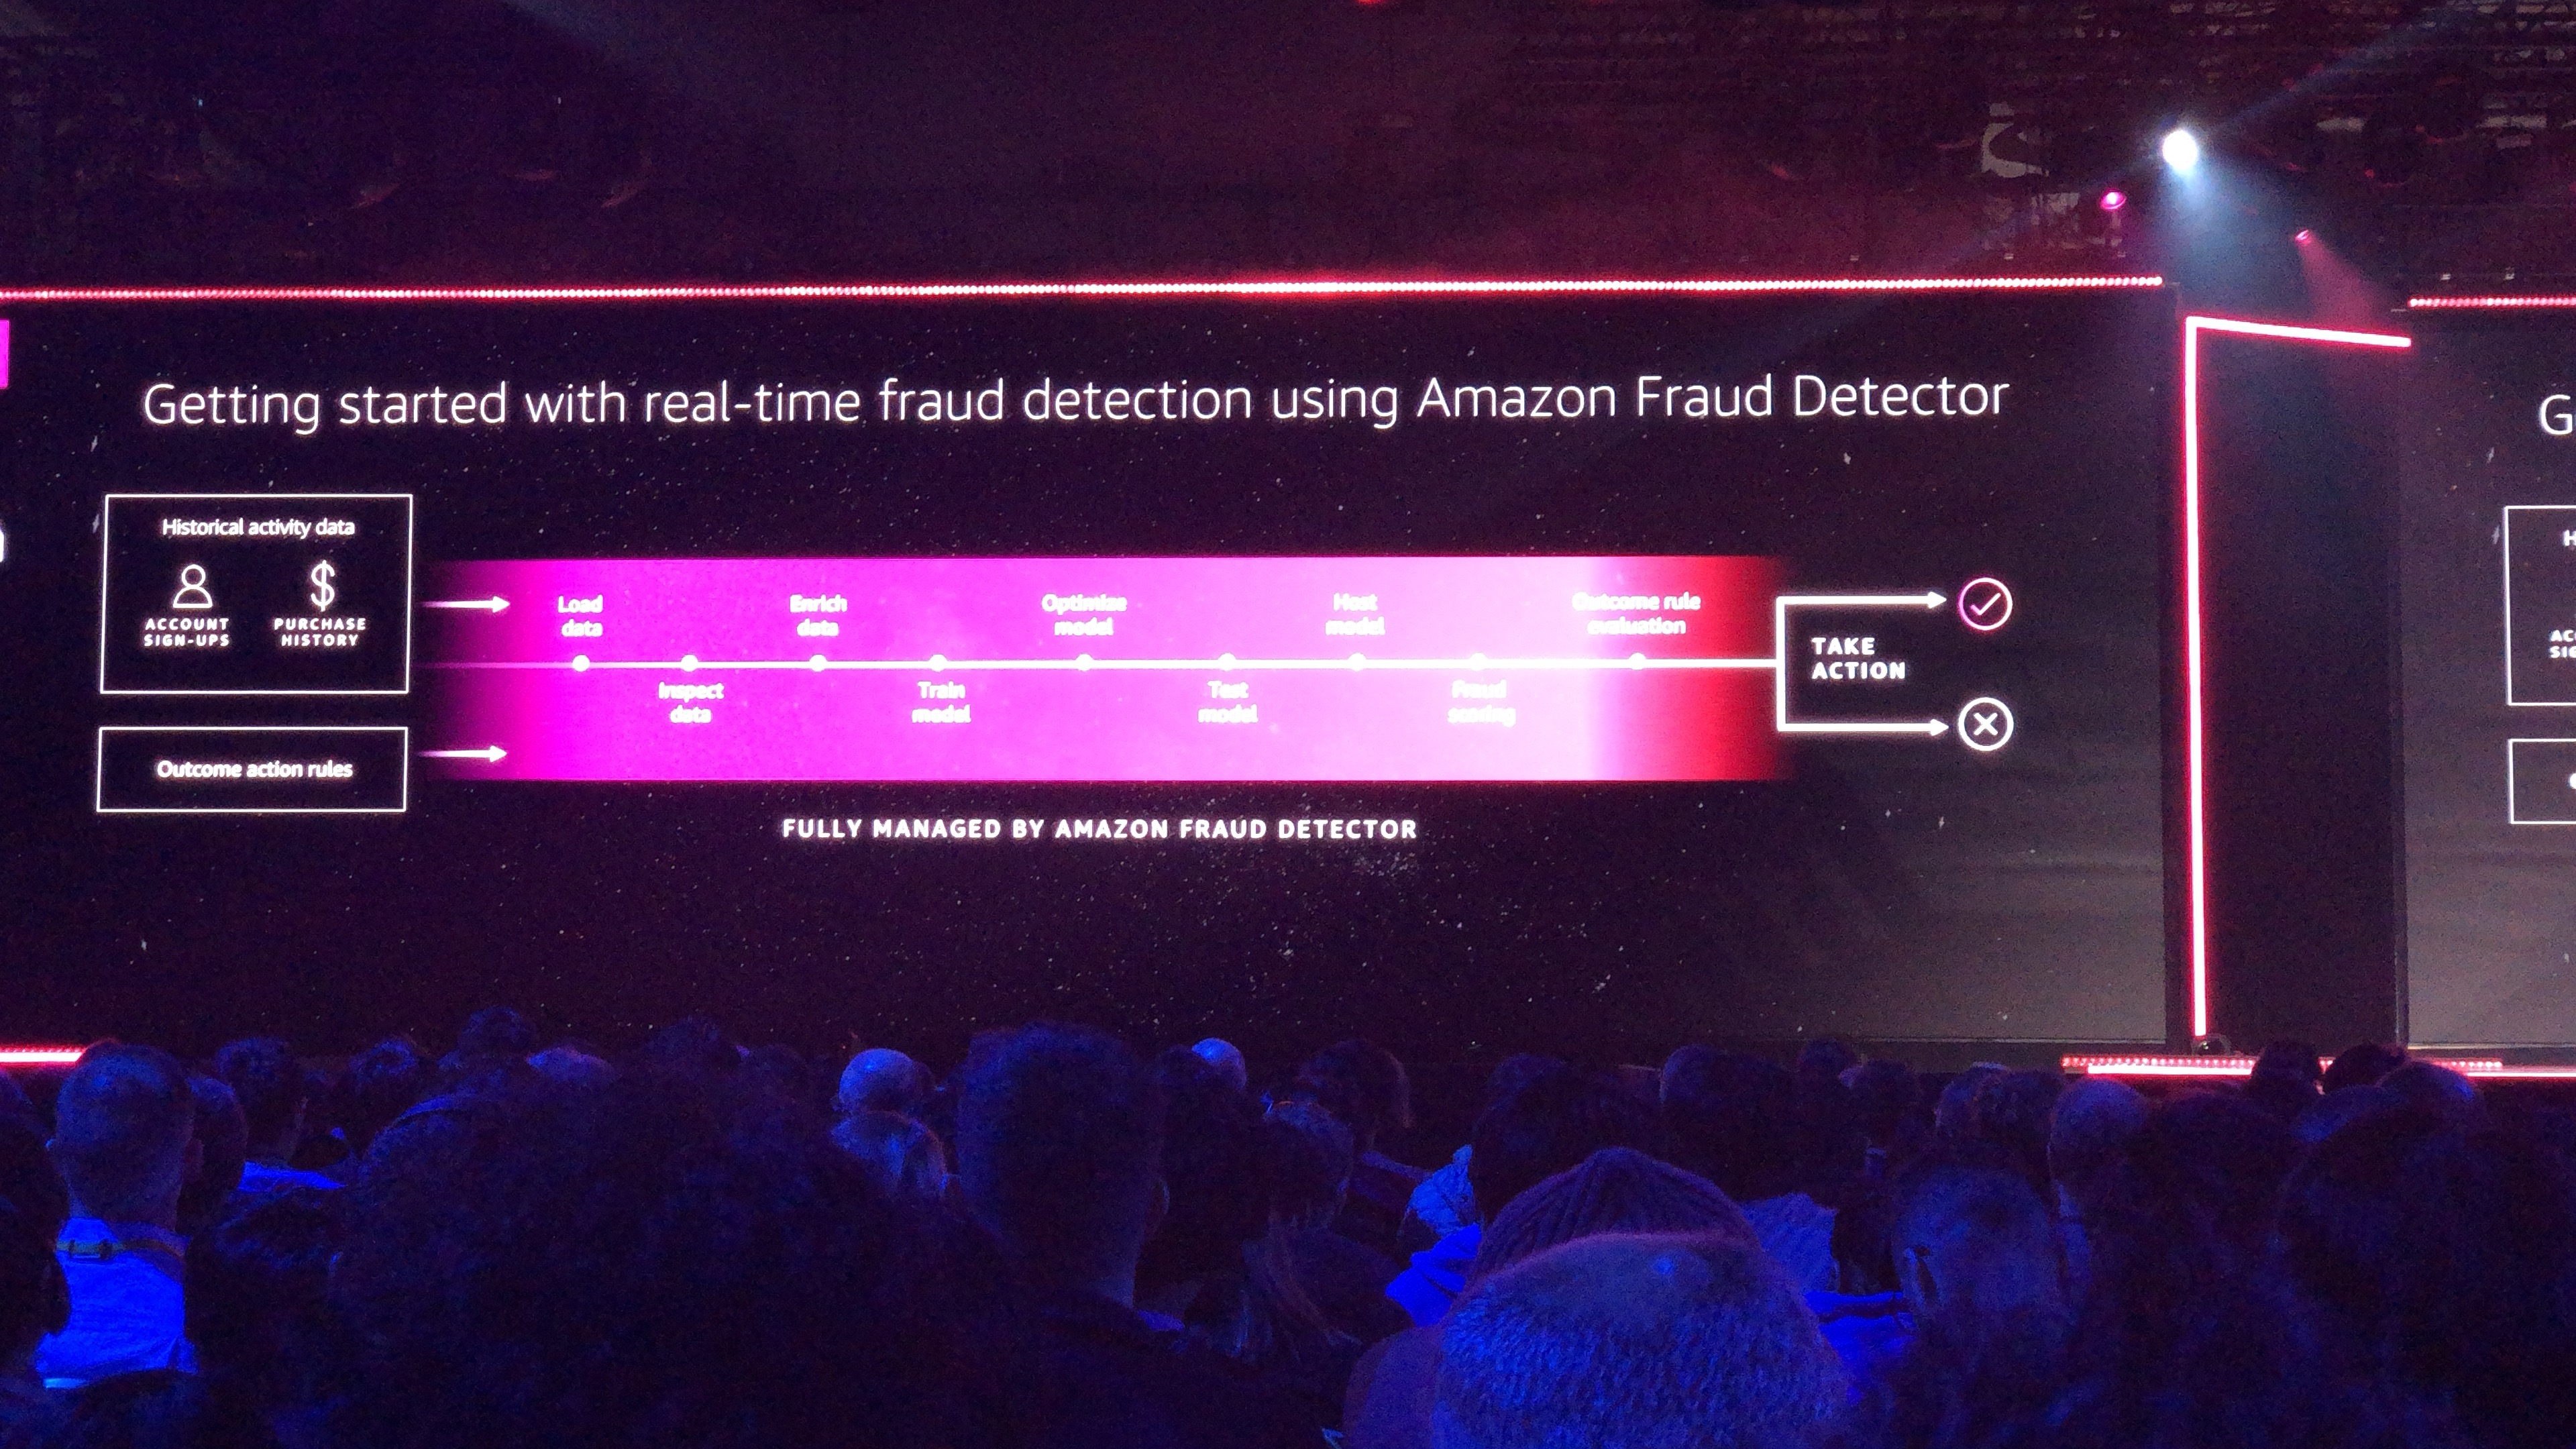 Getting started with real-time fraud detection using Amazon Fraud Detector
Historical activity data
ACCOUNT
SIGN-UPS
PURCHASE
HISTORY
Outcome action rules
Load
data
Inspect
data
Enrich
data
Train
model
Optimize
model
Test
model
Host
model
Fraud
scoring
Outcome rule
evaluation
TAKE
ACTION
FULLY MANAGED BY AMAZON FRAUD DETECTOR
G
H
AC
SIG